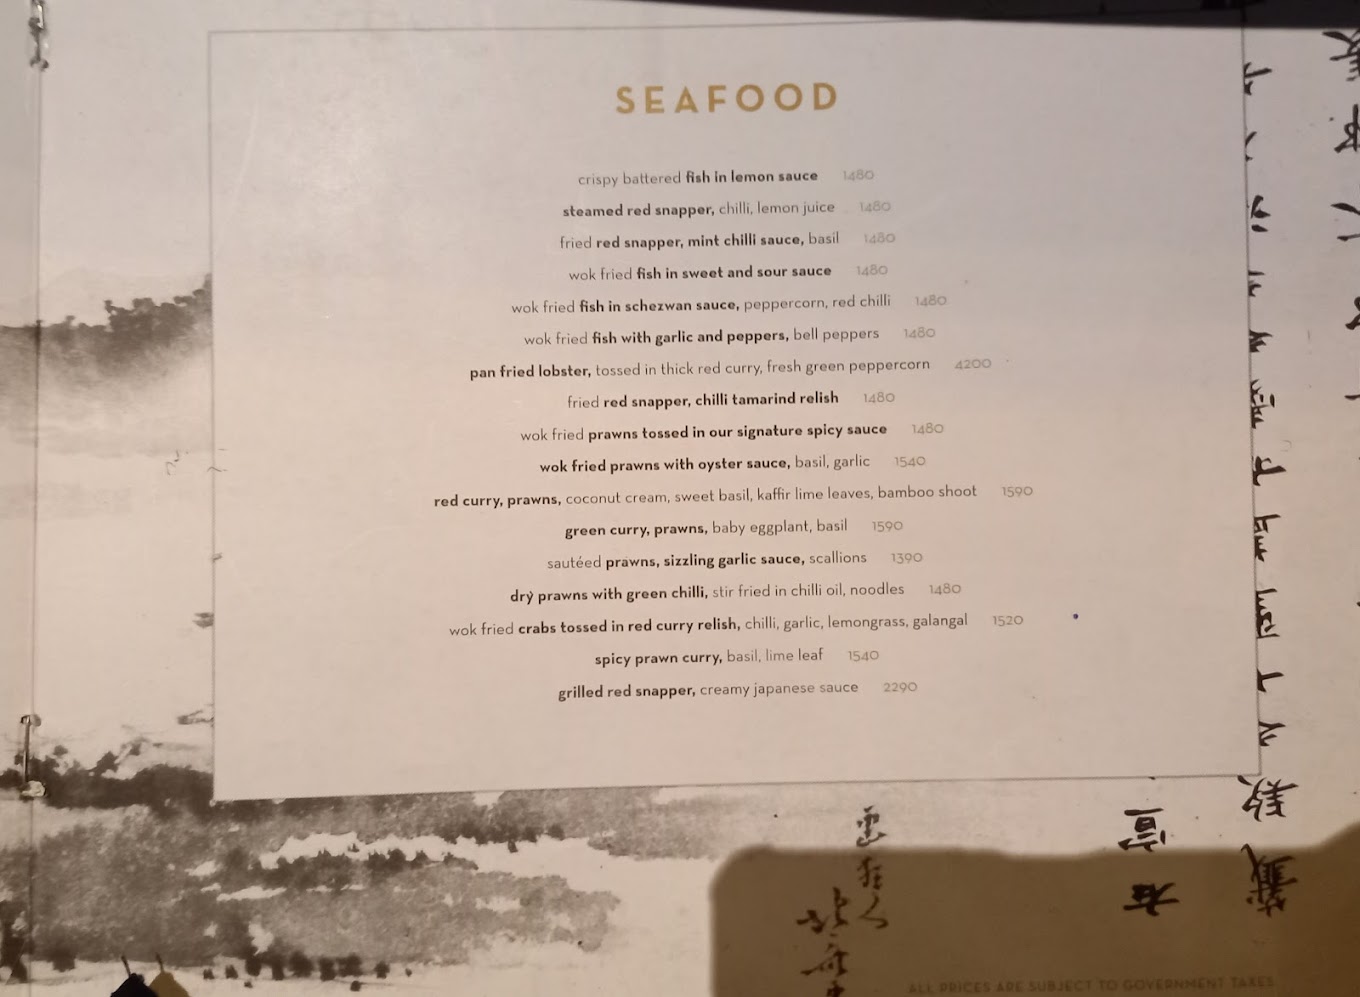 SEAFOOD
crispy battered fish in lemon sauce 1480
steamed red snapper, chilli, lemon juice 1480
fried red snapper, mint chilli sauce, basil 1480
wok fried fish in sweet and sour sauce 1480
wok fried fish in schezwan sauce, peppercorn, red chilli 1480
wok fried fish with garlic and peppers, bell peppers 1480
pan fried lobster, tossed in thick red curry, fresh green peppercorn 4200
fried red snapper, chilli tamarind relish 1480
wok fried prawns tossed in our signature spicy sauce 1480
wok fried prawns with oyster sauce, basil, garlic 1540
red curry, prawns, coconut cream, sweet basil, kaffir lime leaves, bamboo shoot 1590
green curry, prawns, baby eggplant, basil 1590
sautéed prawns, sizzling garlic sauce, scallions 1390
dry prawns with green chilli, stir fried in chilli oil, noodles 1480
wok fried crabs tossed in red curry relish, chilli, garlic, lemongrass, galangal 1520
spicy prawn curry, basil, lime leaf 1540
grilled red snapper, creamy japanese sauce 2290
ALL PRICES ARE SUBJECT TO GOVERNMENT TAXES